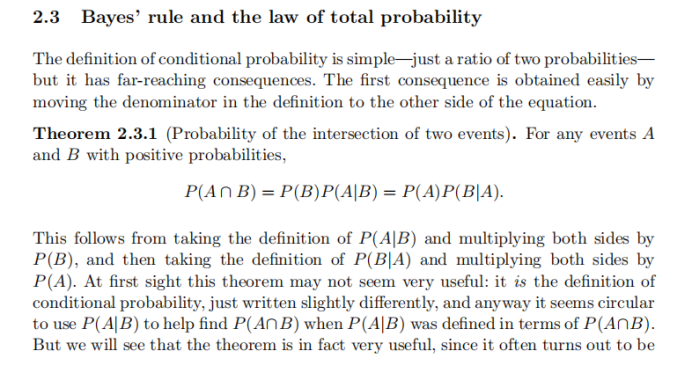 2.3 Bayes’ rule and the law of total probability
The definition of conditional probability is simple—just a ratio of two probabilities—
but it has far-reaching consequences. The first consequence is obtained easily by
moving the denominator in the definition to the other side of the equation.
Theorem 2.3.1 (Probability of the intersection of two events). For any events A
and B with positive probabilities,
P(A ∩ B) = P(B)P(A|B) = P(A)P(B|A).
This follows from taking the definition of P(A|B) and multiplying both sides by
P(B), and then taking the definition of P(B|A) and multiplying both sides by
P(A). At first sight this theorem may not seem very useful: it is the definition of
conditional probability, just written slightly differently, and anyway it seems circular
to use P(A|B) to help find P(A∩B) when P(A|B) was defined in terms of P(A∩B).
But we will see that the theorem is in fact very useful, since it often turns out to be